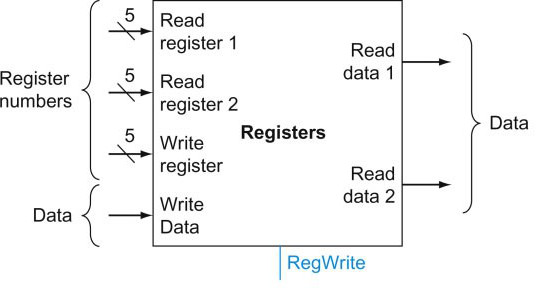 Register
numbers
5
Read
register 1
5
Read
register 2
5
Write
register
Data
Write
Data
Registers
Read
data 1
Read
data 2
Data
RegWrite